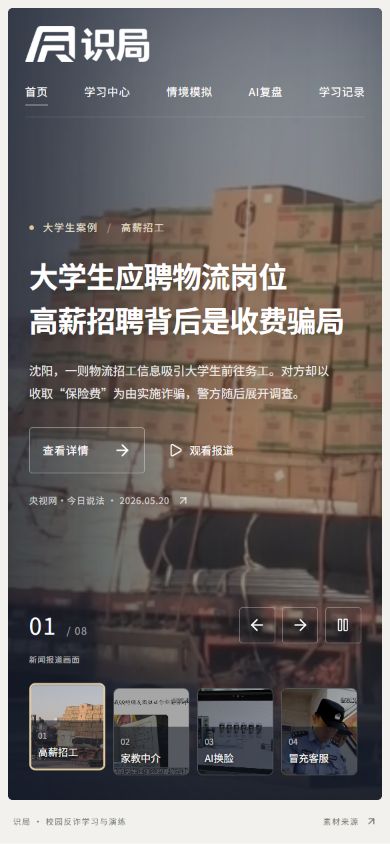 识局
首页 学习中心 情境模拟 AI复盘 学习记录
大学生案例 / 高薪招工
大学生应聘物流岗位
高薪招聘背后是收费骗局
沈阳,一则物流招工信息吸引大学生前往务工。对方却以
收取“保险费”为由实施诈骗,警方随后展开调查。
查看详情 → 观看报道
央视网·今日说法 · 2026.05.20 ↗
01 / 08
新闻报道画面
01
高薪招工
02
家教中介
03
AI换脸
04
冒充客服
识局 · 校园反诈学习与演练 素材来源 ↗